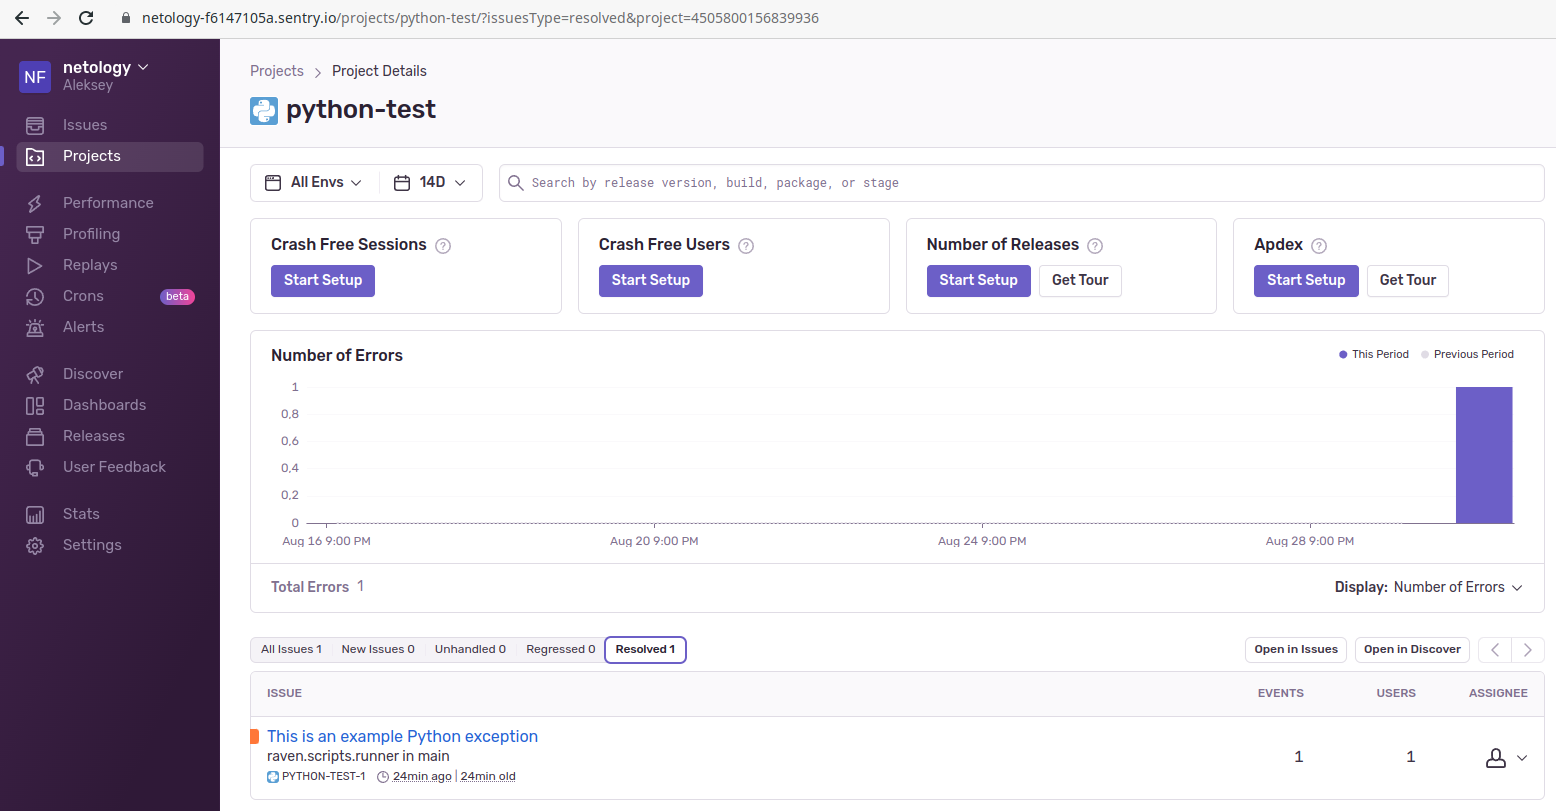 netology-f6147105a.sentry.io/projects/python-test/?issuesType=resolved&project=4505800156839936
NF
netology
Aleksey
Issues
Projects
Performance
Profiling
Replays
Crons beta
Alerts
Discover
Dashboards
Releases
User Feedback
Stats
Settings
Projects > Project Details
python-test
All Envs 14D Search by release version, build, package, or stage
Crash Free Sessions ?
Start Setup
Crash Free Users ?
Start Setup
Number of Releases ?
Start Setup Get Tour
Apdex ?
Start Setup Get Tour
Number of Errors
This Period Previous Period
1
0,8
0,6
0,4
0,2
0
Aug 16 9:00 PM Aug 20 9:00 PM Aug 24 9:00 PM Aug 28 9:00 PM
Total Errors 1
Display: Number of Errors
All Issues 1 New Issues 0 Unhandled 0 Regressed 0 Resolved 1
Open in Issues Open in Discover
ISSUE EVENTS USERS ASSIGNEE
This is an example Python exception
raven.scripts.runner in main
PYTHON-TEST-1 24min ago | 24min old
1 1